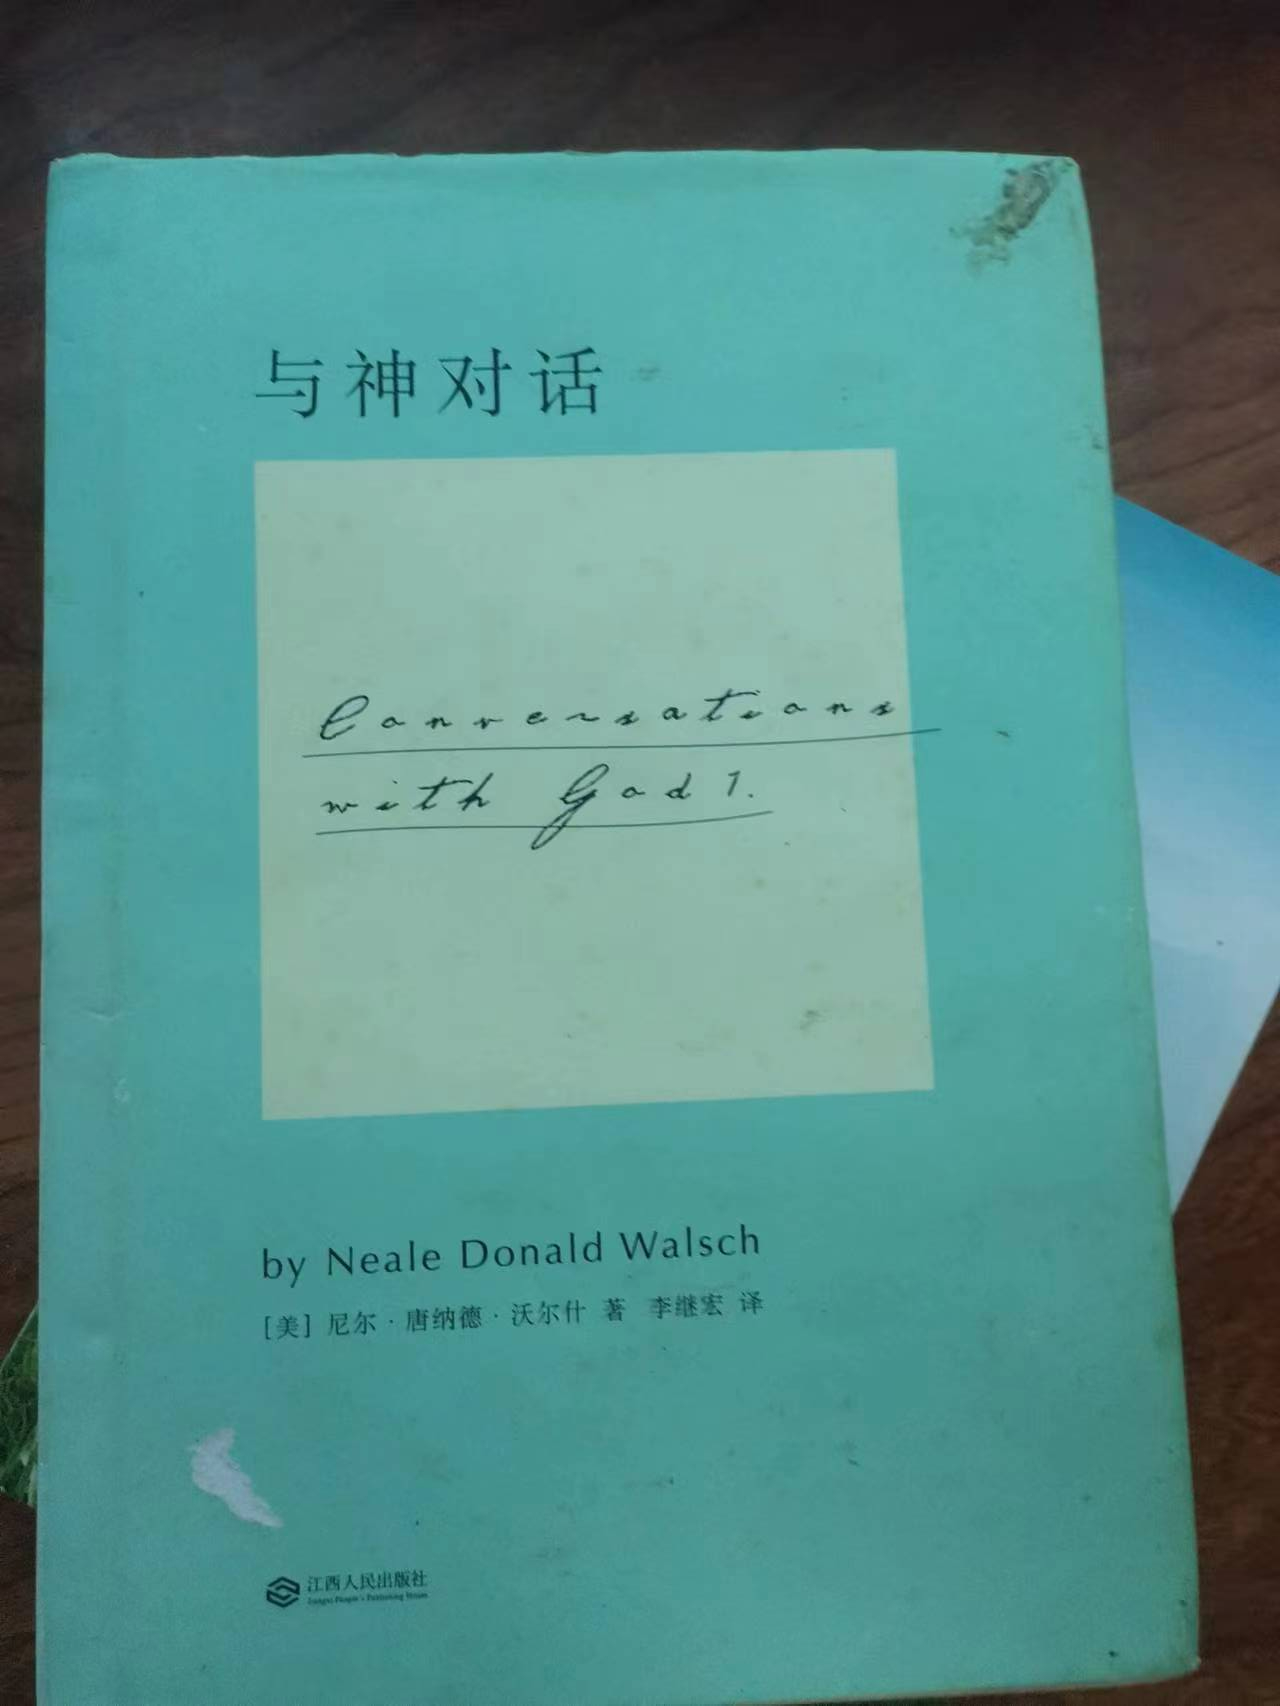 与神对话
Conversations
with God 1.
by Neale Donald Walsch
[美] 尼尔·唐纳德·沃尔什 著 李继宏 译
江西人民出版社
Jiangxi People's Publishing House